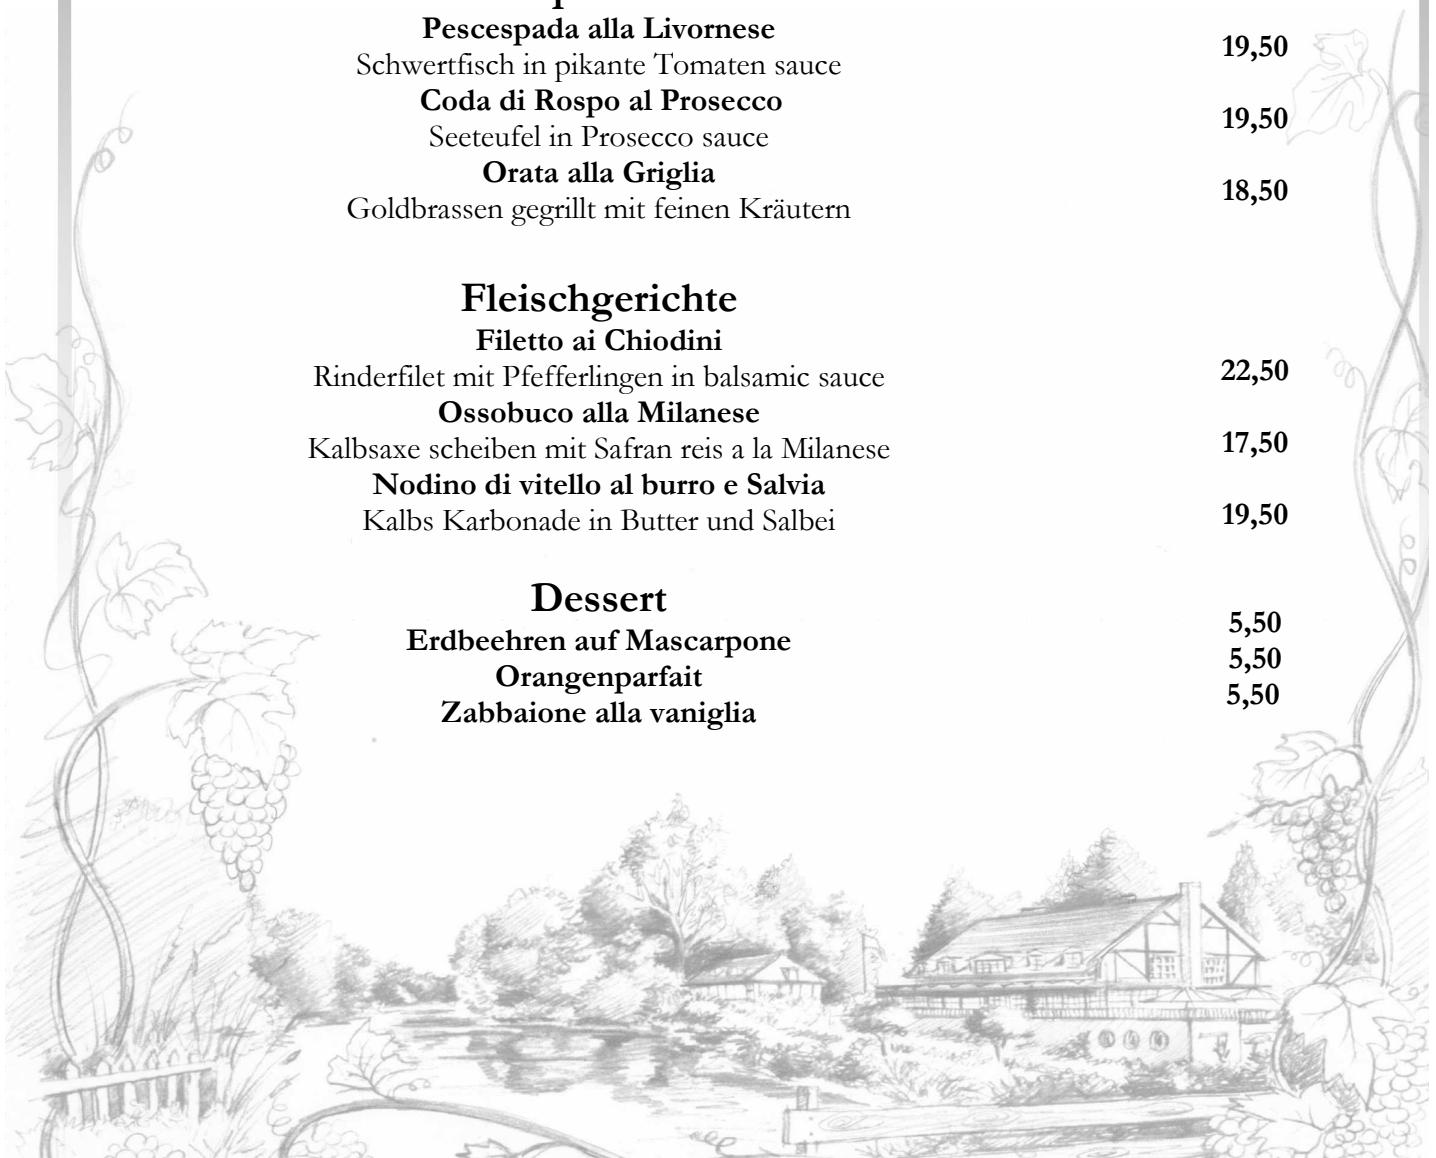 Pescespada alla Livornese
19,50
Schwertfisch in pikante Tomaten sauce
Coda di Rospo al Prosecco
19,50
Seeteufel in Prosecco sauce
Orata alla Griglia
18,50
Goldbrassen gegrillt mit feinen Kräutern
Fleischgerichte
Filetto ai Chiodini
Rinderfilet mit Pfefferlingen in balsamic sauce
22,50
Ossobuco alla Milanese
Kalbsaxe scheiben mit Safran reis a la Milanese
17,50
Nodino di vitello al burro e Salvia
Kalbs Karbonade in Butter und Salbei
19,50
Dessert
5,50
Erdbeehren auf Mascarpone
5,50
Orangenparfait
5,50
Zabbaione alla vaniglia